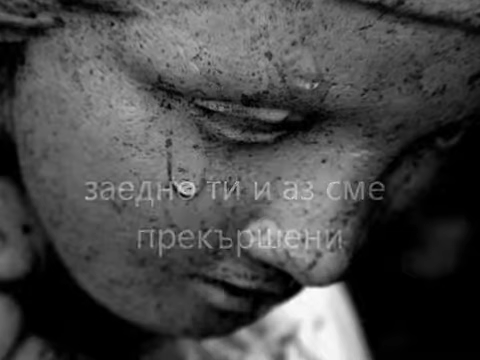 заедно ти и аз сме
прекършени